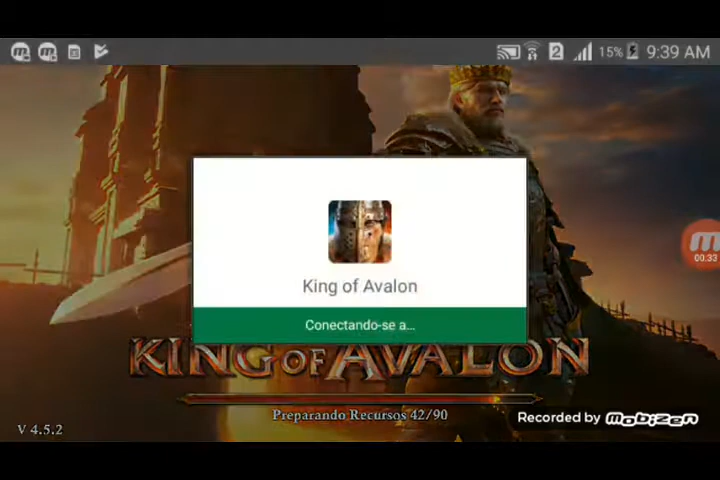 2 15% 9:39 AM
00:33
King of Avalon
Conectando-se a...
KING OF AVALON
Preparando Recursos 42/90
Recorded by mobizen
V 4.5.2